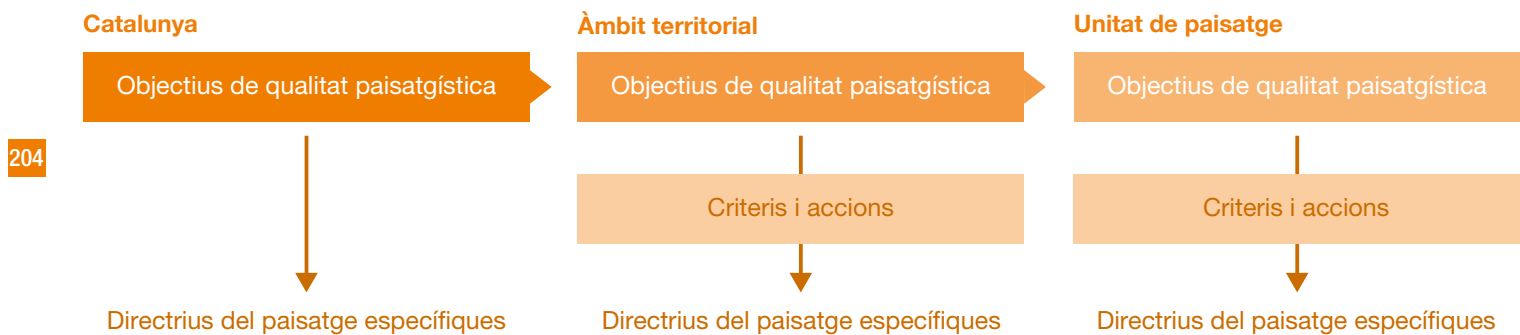 Catalunya
Àmbit territorial
Unitat de paisatge
Objectius de qualitat paisatgística
Objectius de qualitat paisatgística
Objectius de qualitat paisatgística
204
Criteris i accions
Criteris i accions
Directrius del paisatge específiques
Directrius del paisatge específiques
Directrius del paisatge específiques